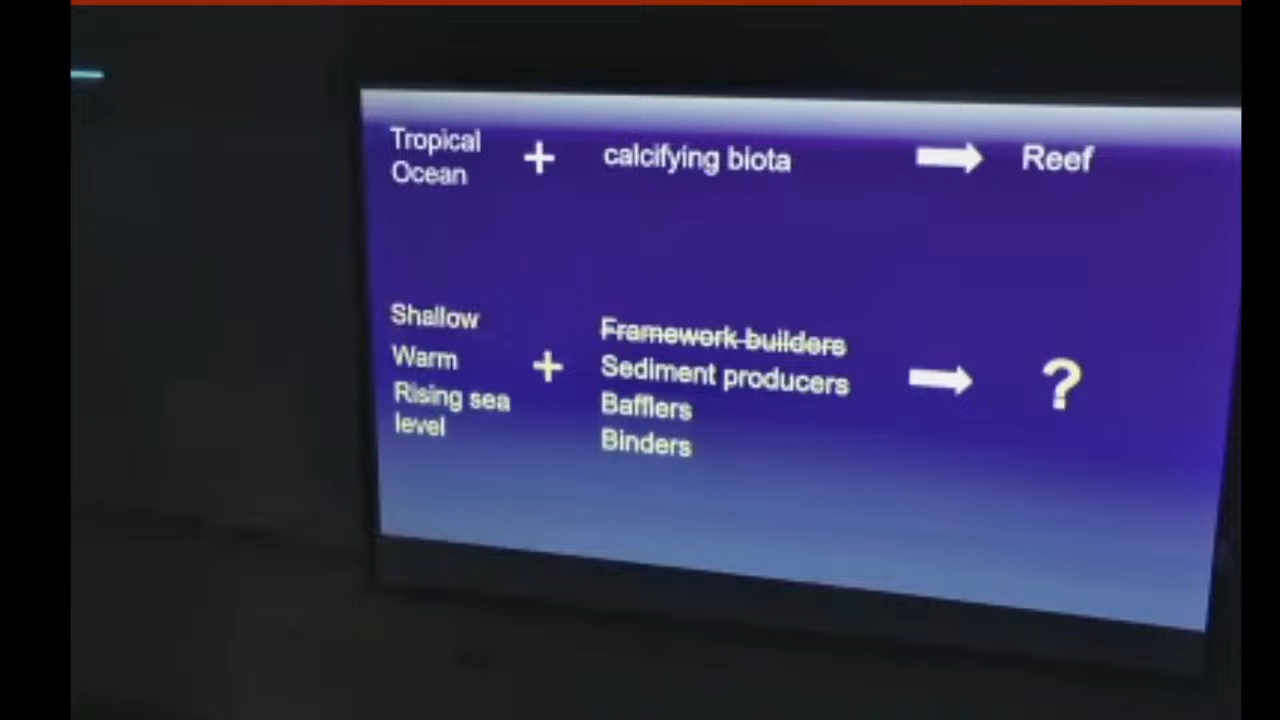 Tropical
Ocean
+
calcifying biota
Reef
Shallow
Warm
Rising sea
level
+
Framework builders
Sediment producers
Bafflers
Binders
?